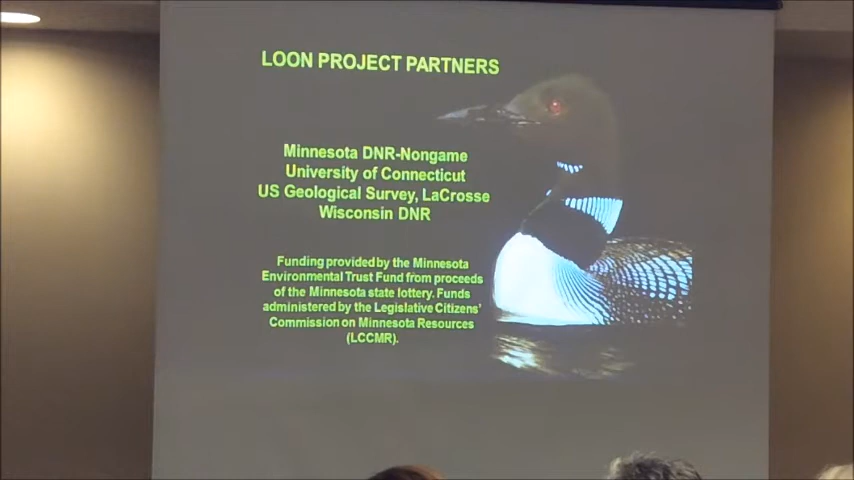 LOON PROJECT PARTNERS
Minnesota DNR-Nongame
University of Connecticut
US Geological Survey, LaCrosse
Wisconsin DNR
Funding provided by the Minnesota
Environmental Trust Fund from proceeds
of the Minnesota state lottery. Funds
administered by the Legislative Citizens'
Commission on Minnesota Resources
(LCCMR).